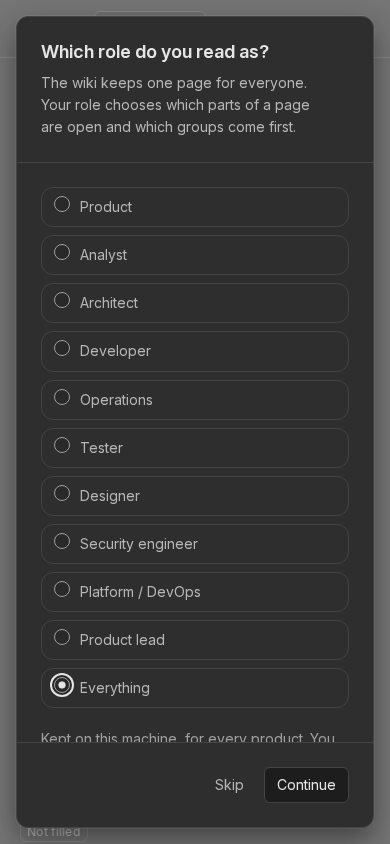 Which role do you read as?
The wiki keeps one page for everyone.
Your role chooses which parts of a page
are open and which groups come first.
Product
Analyst
Architect
Developer
Operations
Tester
Designer
Security engineer
Platform / DevOps
Product lead
Everything
Kept on this machine, for every product. You
Skip
Continue
Not filled